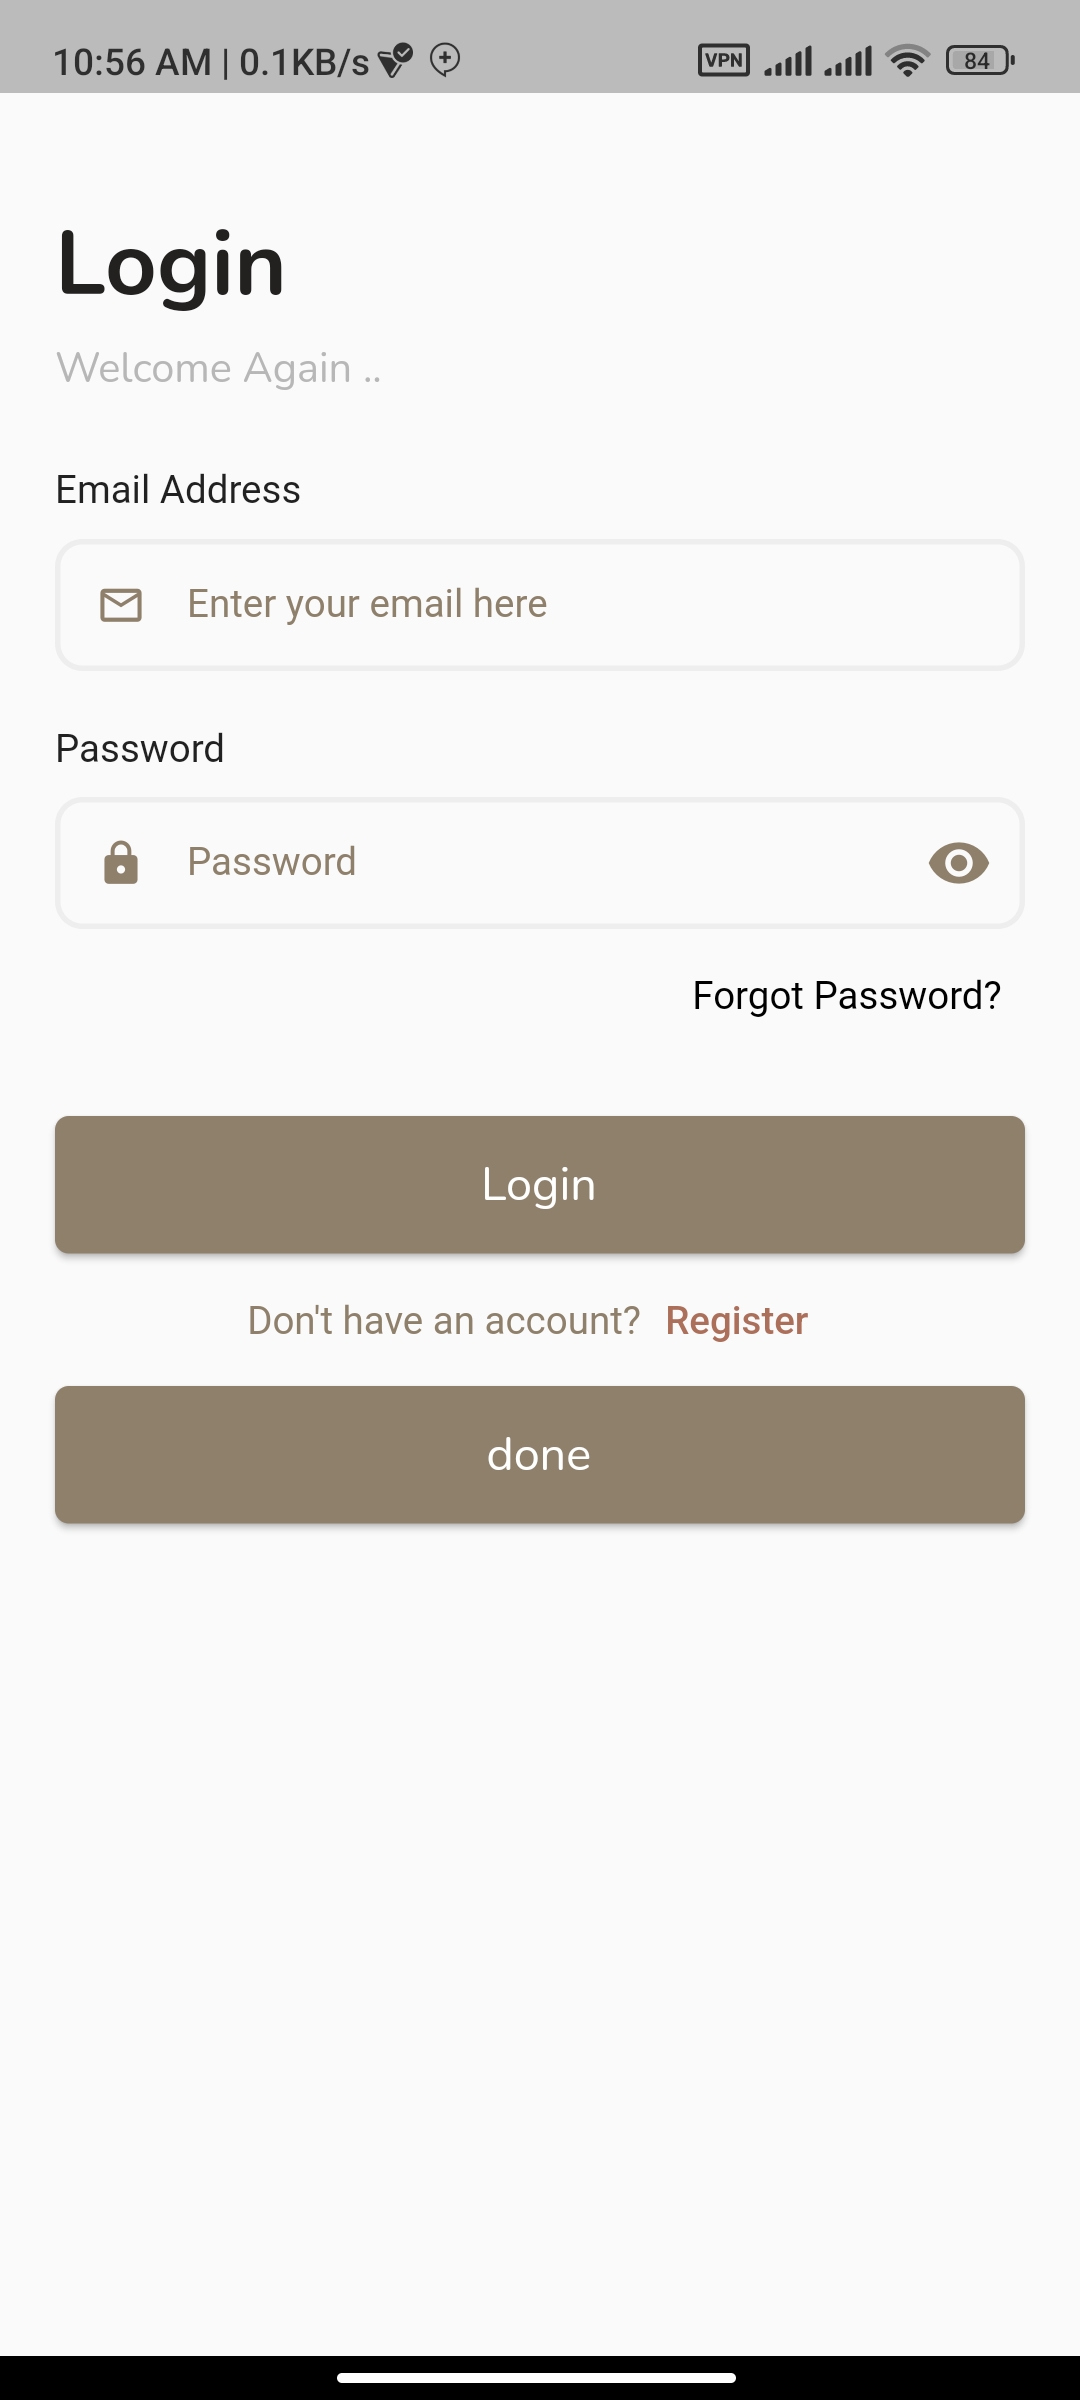 10:56 AM | 0.1KB/s VPN 84
Login
Welcome Again ..
Email Address
Enter your email here
Password
Password
Forgot Password?
Login
Don't have an account? Register
done